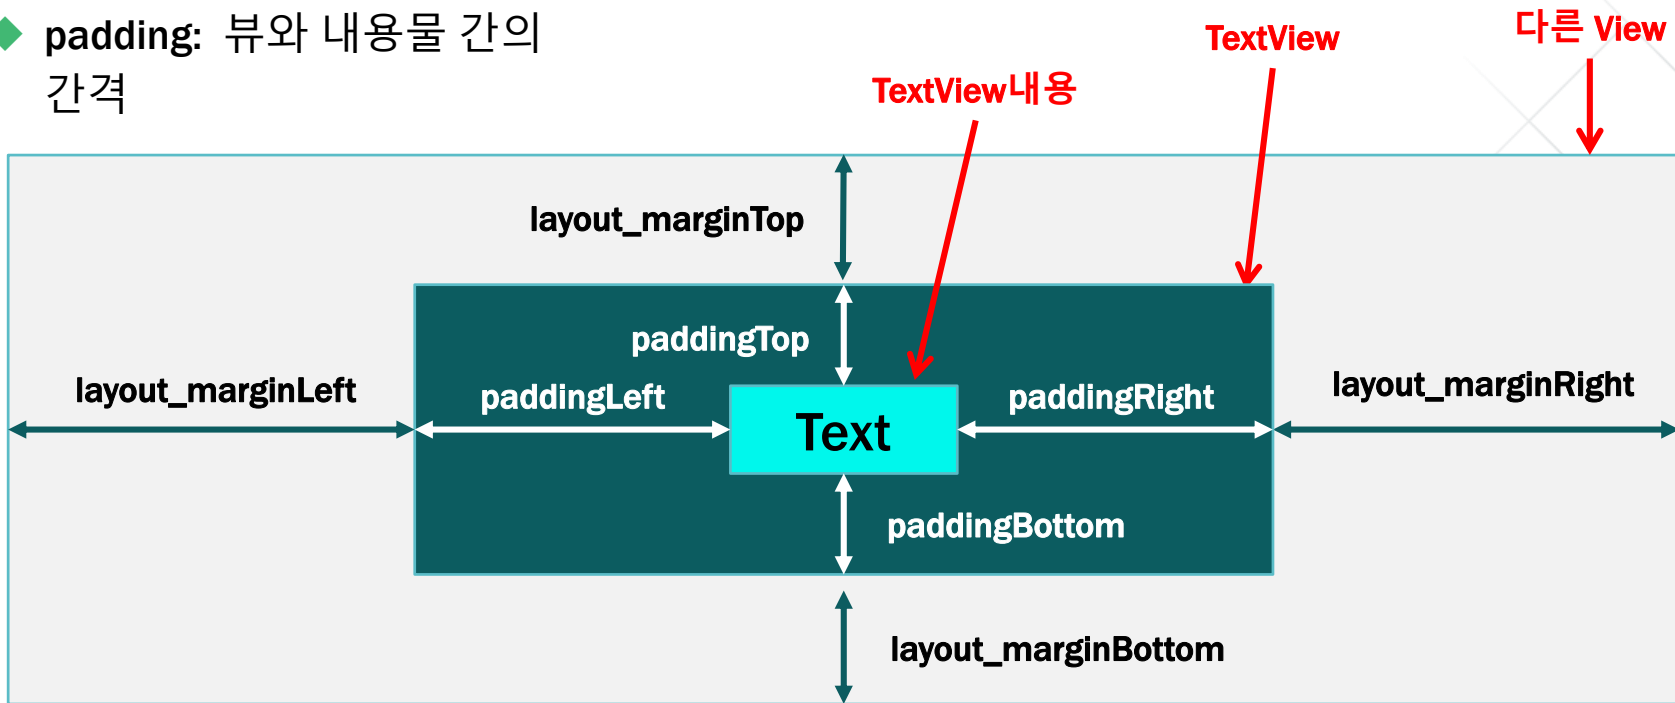 padding: 뷰와 내용물 간의
간격
TextView내용
TextView
다른 View
layout_marginTop
paddingTop
layout_marginLeft
paddingLeft
Text
paddingRight
layout_marginRight
paddingBottom
layout_marginBottom